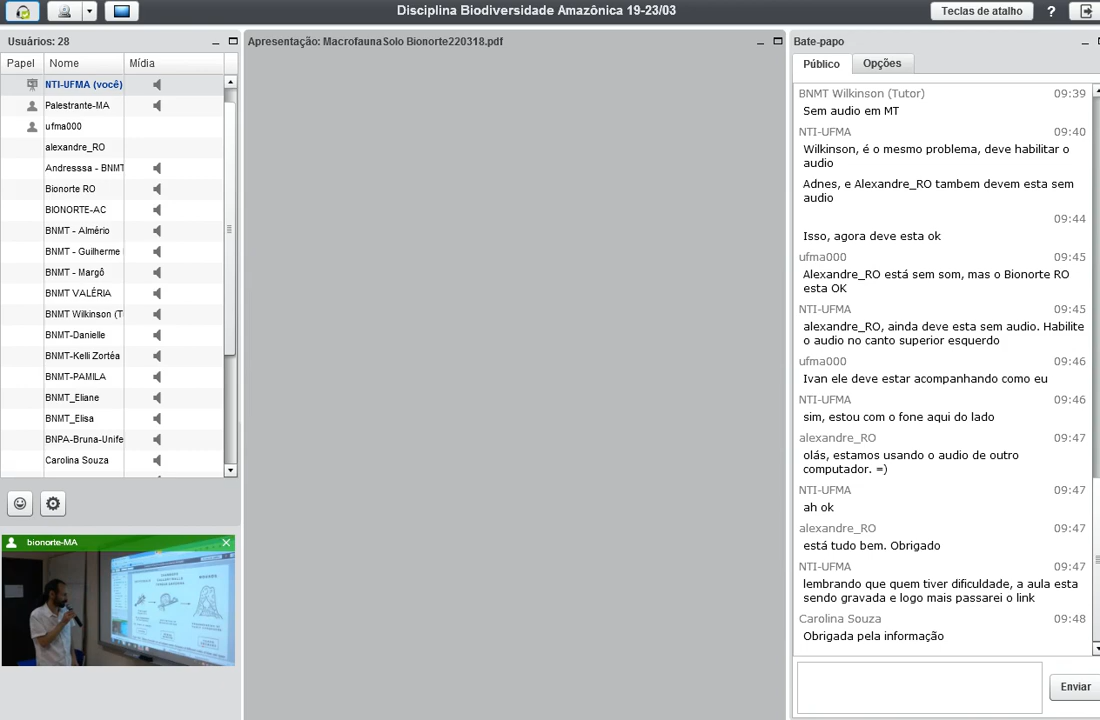 Disciplina Biodiversidade Amazônica 19-23/03
Teclas de atalho
?
Usuários: 28
Apresentação: MacrofaunaSolo Bionorte220318.pdf
Bate-papo
Papel Nome Mídia
NTI-UFMA (você)
Palestrante-MA
ufma000
alexandre_RO
Andresssa - BNMT
Bionorte RO
BIONORTE-AC
BNMT - Almério
BNMT - Guilherme
BNMT - Margô
BNMT VALÉRIA
BNMT Wilkinson (T
BNMT-Danielle
BNMT-Kelli Zortéa
BNMT-PAMILA
BNMT_Eliane
BNMT_Elisa
BNPA-Bruna-Unife
Carolina Souza
bionorte-MA
Público Opções
BNMT Wilkinson (Tutor) 09:39
Sem audio em MT
NTI-UFMA 09:40
Wilkinson, é o mesmo problema, deve habilitar o
audio
Adnes, e Alexandre_RO tambem devem esta sem
audio
09:44
Isso, agora deve esta ok
ufma000 09:45
Alexandre_RO está sem som, mas o Bionorte RO
esta OK
NTI-UFMA 09:45
alexandre_RO, ainda deve esta sem audio. Habilite
o audio no canto superior esquerdo
ufma000 09:46
Ivan ele deve estar acompanhando como eu
NTI-UFMA 09:46
sim, estou com o fone aqui do lado
alexandre_RO 09:47
olás, estamos usando o audio de outro
computador. =)
NTI-UFMA 09:47
ah ok
alexandre_RO 09:47
está tudo bem. Obrigado
NTI-UFMA 09:47
lembrando que quem tiver dificuldade, a aula esta
sendo gravada e logo mais passarei o link
Carolina Souza 09:48
Obrigada pela informação
Enviar